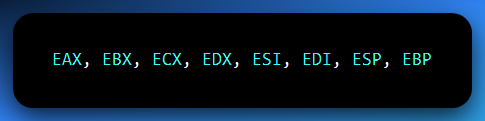 EAX, EBX, ECX, EDX, ESI, EDI, ESP, EBP